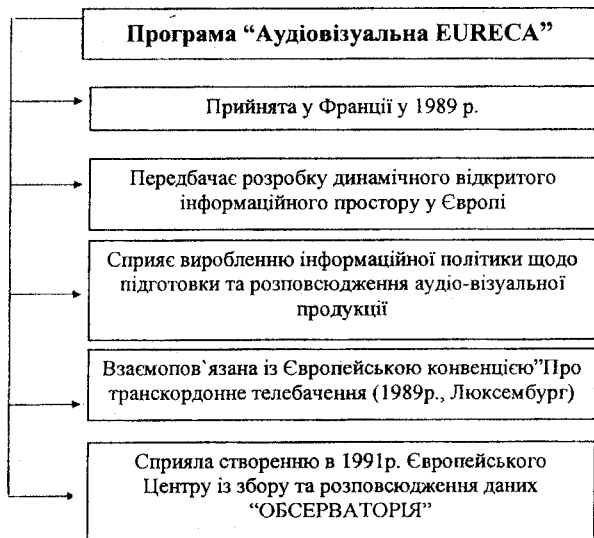 Програма “Аудіовізуальна EURECA”
Прийнята у Франції у 1989 р.
Передбачає розробку динамічного відкритого
інформаційного простору у Європі
Сприяє виробленню інформаційної політики щодо
підготовки та розповсюдження аудіо-візуальної
продукції
Взаємопов`язана із Європейською конвенцією”Про
транскордонне телебачення (1989р., Люксембург)
Сприяла створенню в 1991р. Європейського
Центру із збору та розповсюдження даних
“ОБСЕРВАТОРІЯ”